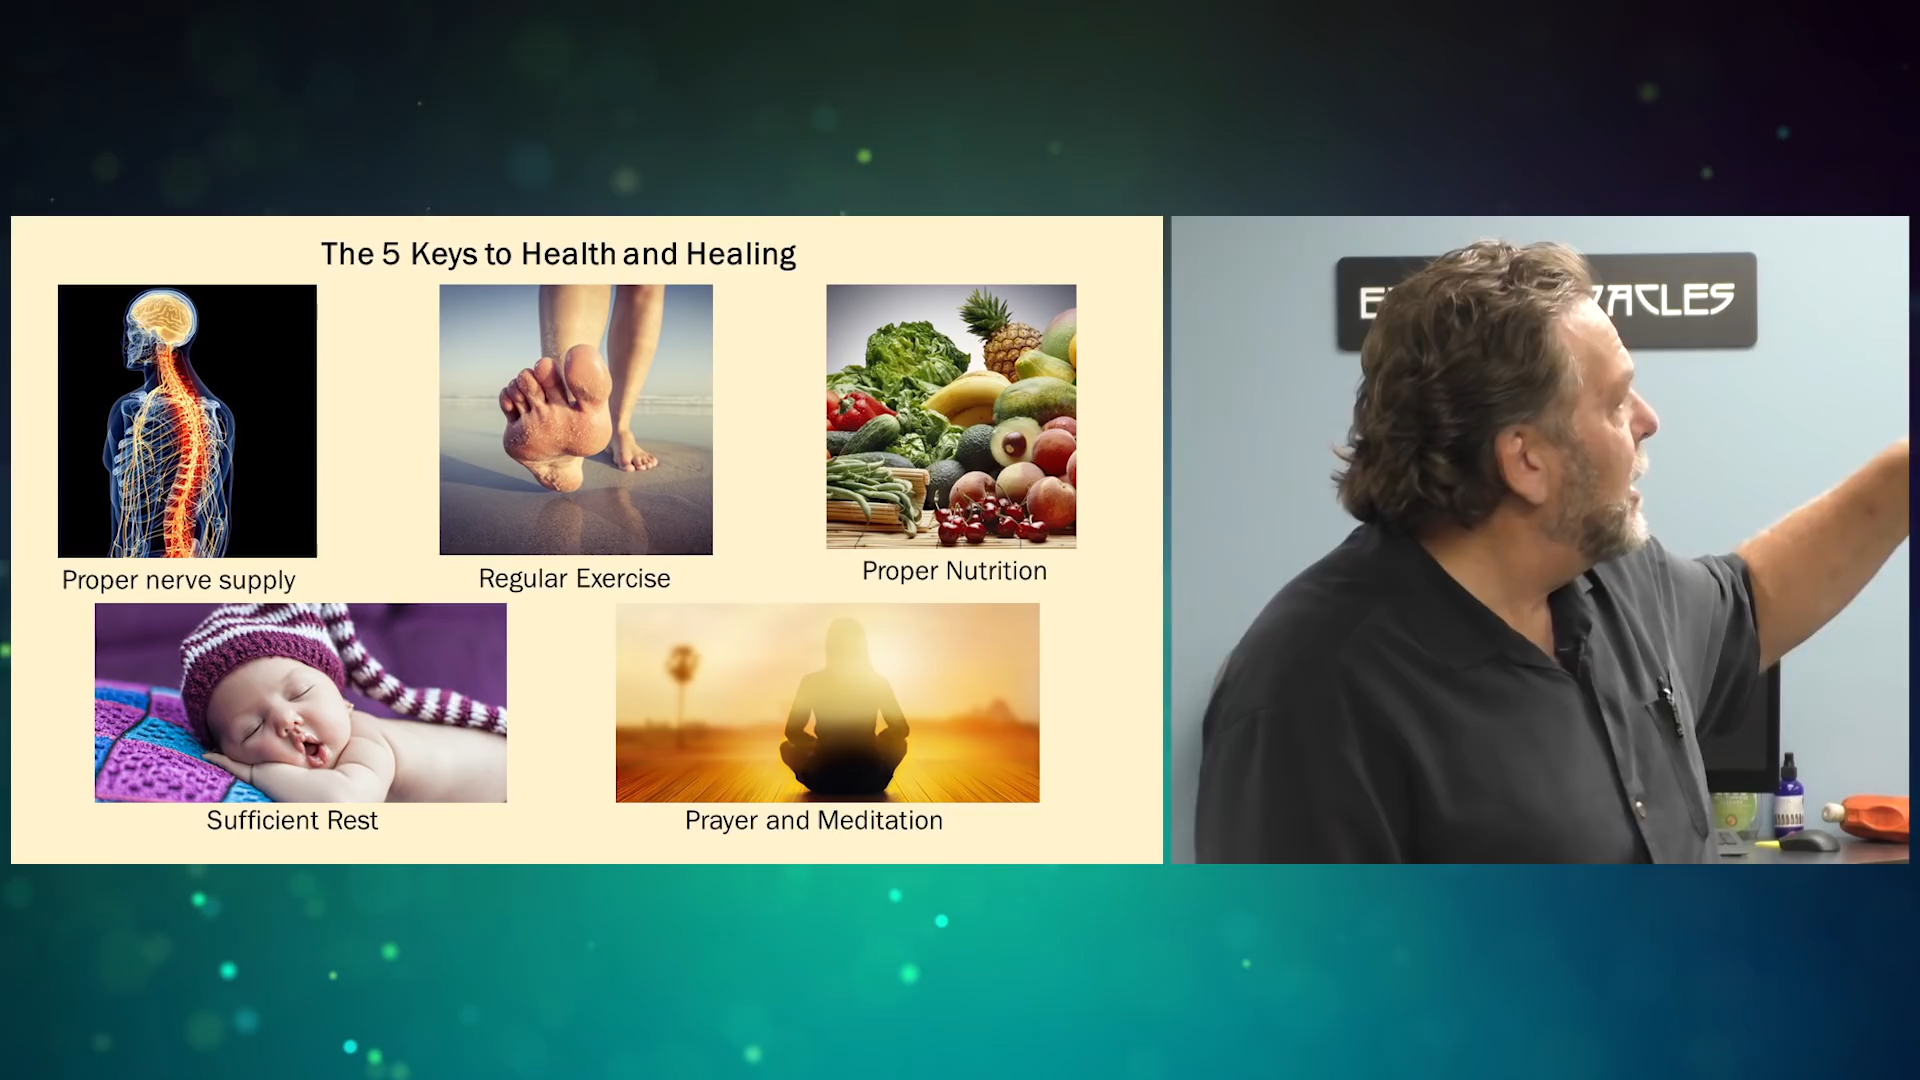 The 5 Keys to Health and Healing
Proper nerve supply
Regular Exercise
Proper Nutrition
Sufficient Rest
Prayer and Meditation